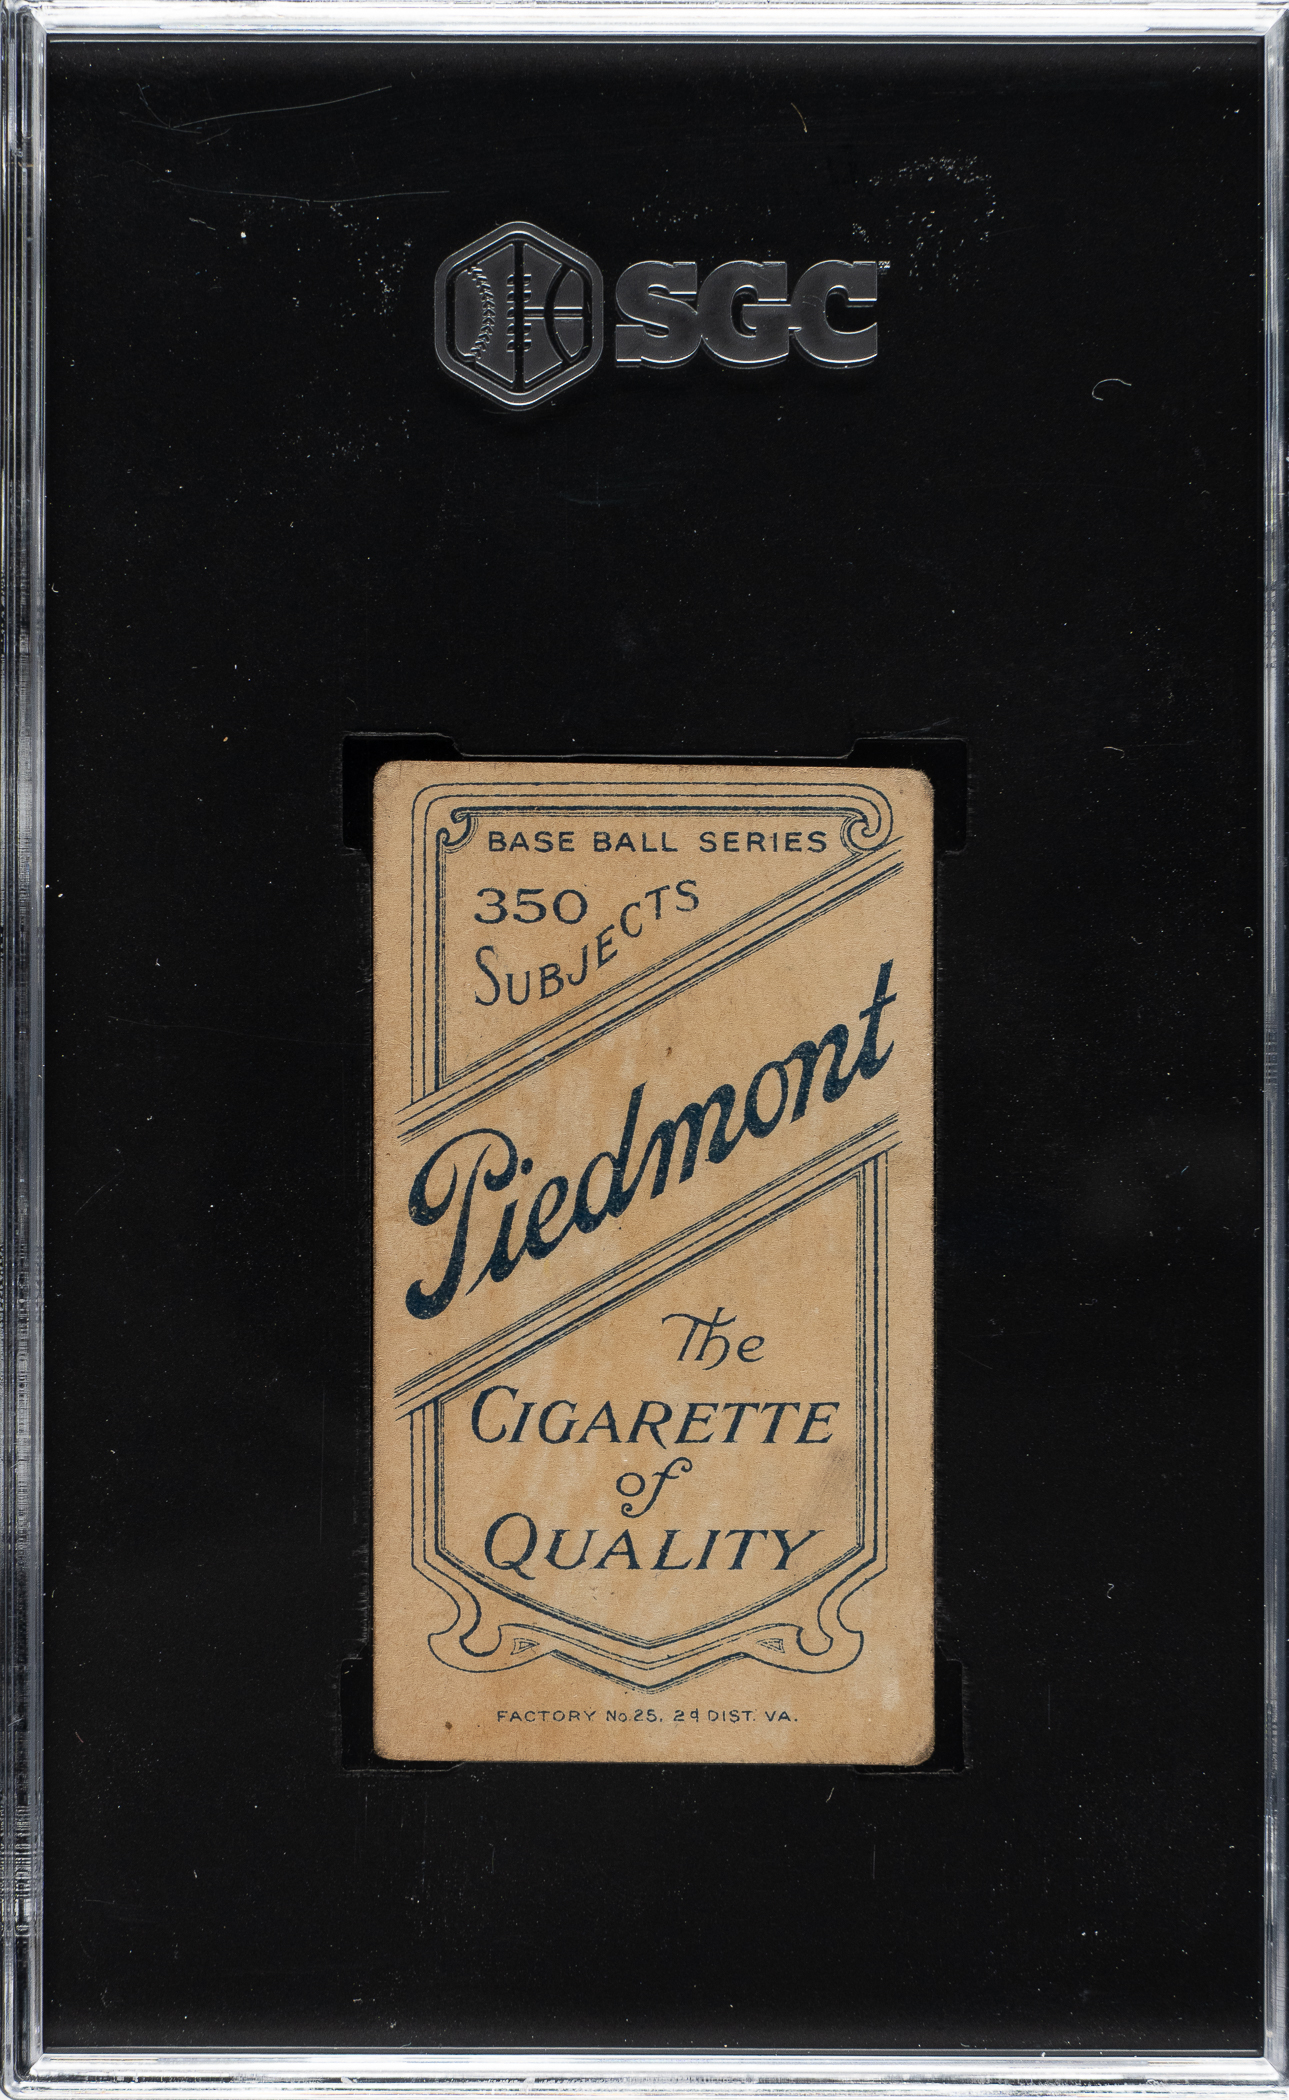 SGC
BASE BALL SERIES
350
SUBJECTS
Piedmont
The
CIGARETTE
of
QUALITY
FACTORY No. 25, 2d DIST. VA.